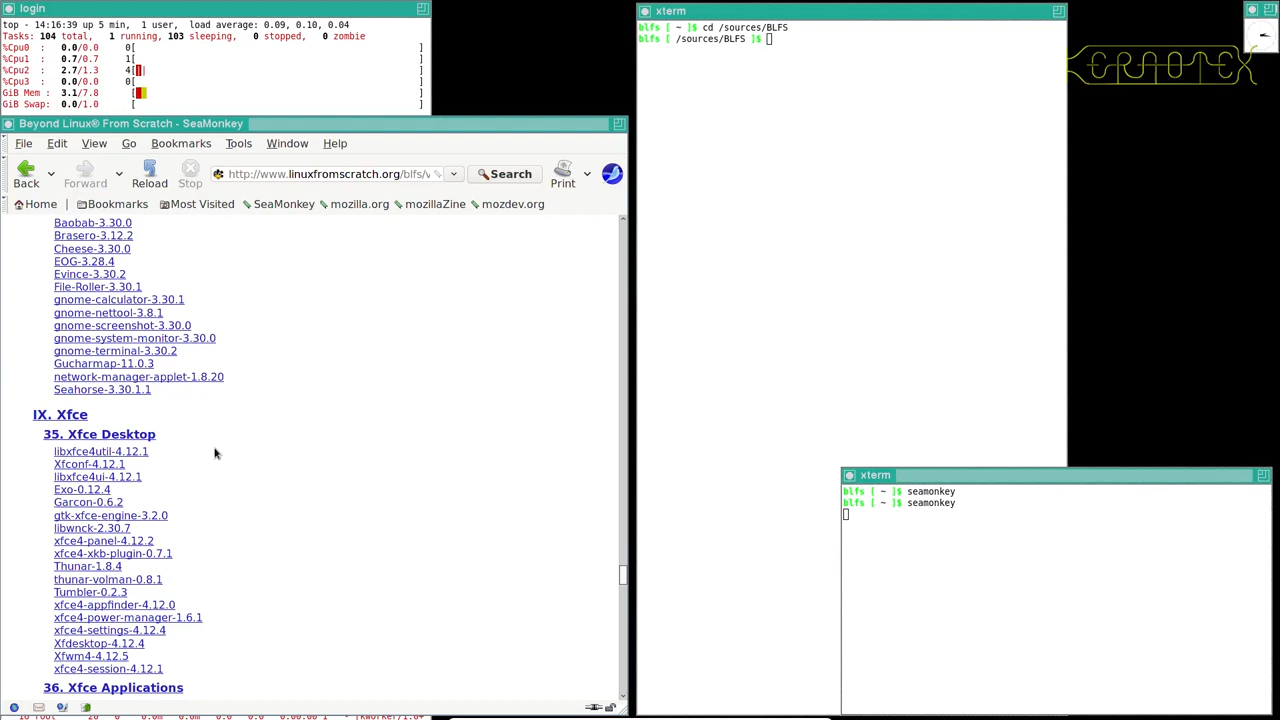 login
top - 14:16:39 up 5 min, 1 user, load average: 0.09, 0.10, 0.04
Tasks: 104 total, 1 running, 103 sleeping, 0 stopped, 0 zombie
%Cpu0 : 0.0/0.0 0[ ]
%Cpu1 : 0.7/0.7 1[ ]
%Cpu2 : 2.7/1.3 4[|| ]
%Cpu3 : 0.0/0.0 0[ ]
GiB Mem : 3.1/7.8 [ ]
GiB Swap: 0.0/1.0 [ ]
Beyond Linux® From Scratch - SeaMonkey
File Edit View Go Bookmarks Tools Window Help
Back Forward Reload Stop http://www.linuxfromscratch.org/blfs/v Search Print
Home Bookmarks Most Visited SeaMonkey mozilla.org mozillaZine mozdev.org
Baobab-3.30.0
Brasero-3.12.2
Cheese-3.30.0
EOG-3.28.4
Evince-3.30.2
File-Roller-3.30.1
gnome-calculator-3.30.1
gnome-nettool-3.8.1
gnome-screenshot-3.30.0
gnome-system-monitor-3.30.0
gnome-terminal-3.30.2
Gucharmap-11.0.3
network-manager-applet-1.8.20
Seahorse-3.30.1.1
IX. Xfce
35. Xfce Desktop
libxfce4util-4.12.1
Xfconf-4.12.1
libxfce4ui-4.12.1
Exo-0.12.4
Garcon-0.6.2
gtk-xfce-engine-3.2.0
libwnck-2.30.7
xfce4-panel-4.12.2
xfce4-xkb-plugin-0.7.1
Thunar-1.8.4
thunar-volman-0.8.1
Tumbler-0.2.3
xfce4-appfinder-4.12.0
xfce4-power-manager-1.6.1
xfce4-settings-4.12.4
Xfdesktop-4.12.4
Xfwm4-4.12.5
xfce4-session-4.12.1
36. Xfce Applications
xterm
blfs [ ~ ]$ cd /sources/BLFS
blfs [ /sources/BLFS ]$
xterm
blfs [ ~ ]$ seamonkey
blfs [ ~ ]$ seamonkey